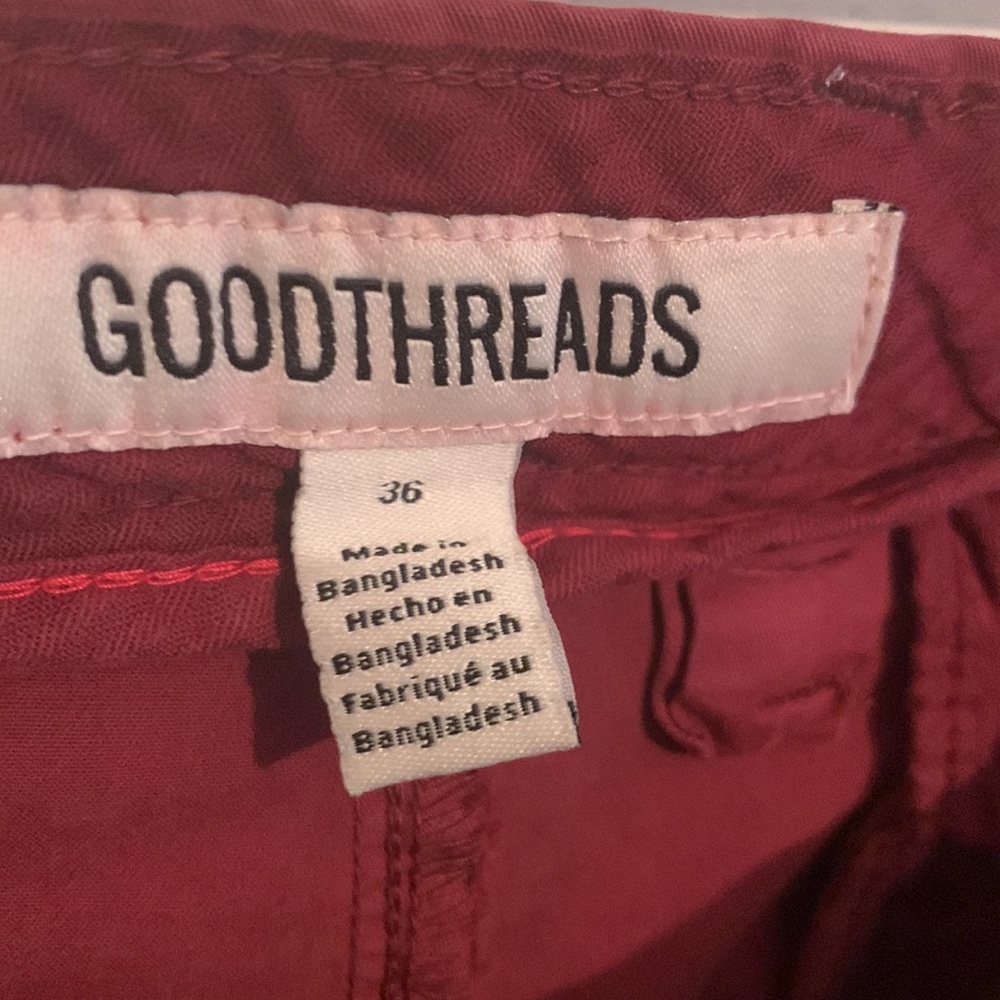 GOODTHREADS
36
Made in
Bangladesh
Hecho en
Bangladesh
Fabriqué au
Bangladesh